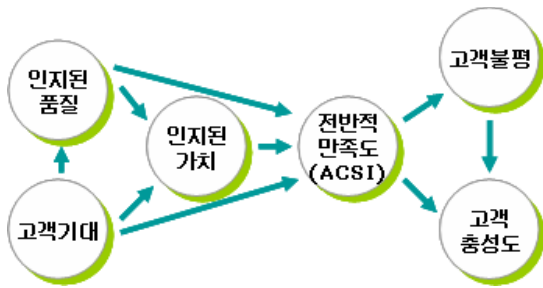 인지된
품질
고객기대
인지된
가치
전반적
만족도
(ACSI)
고객불평
고객
충성도